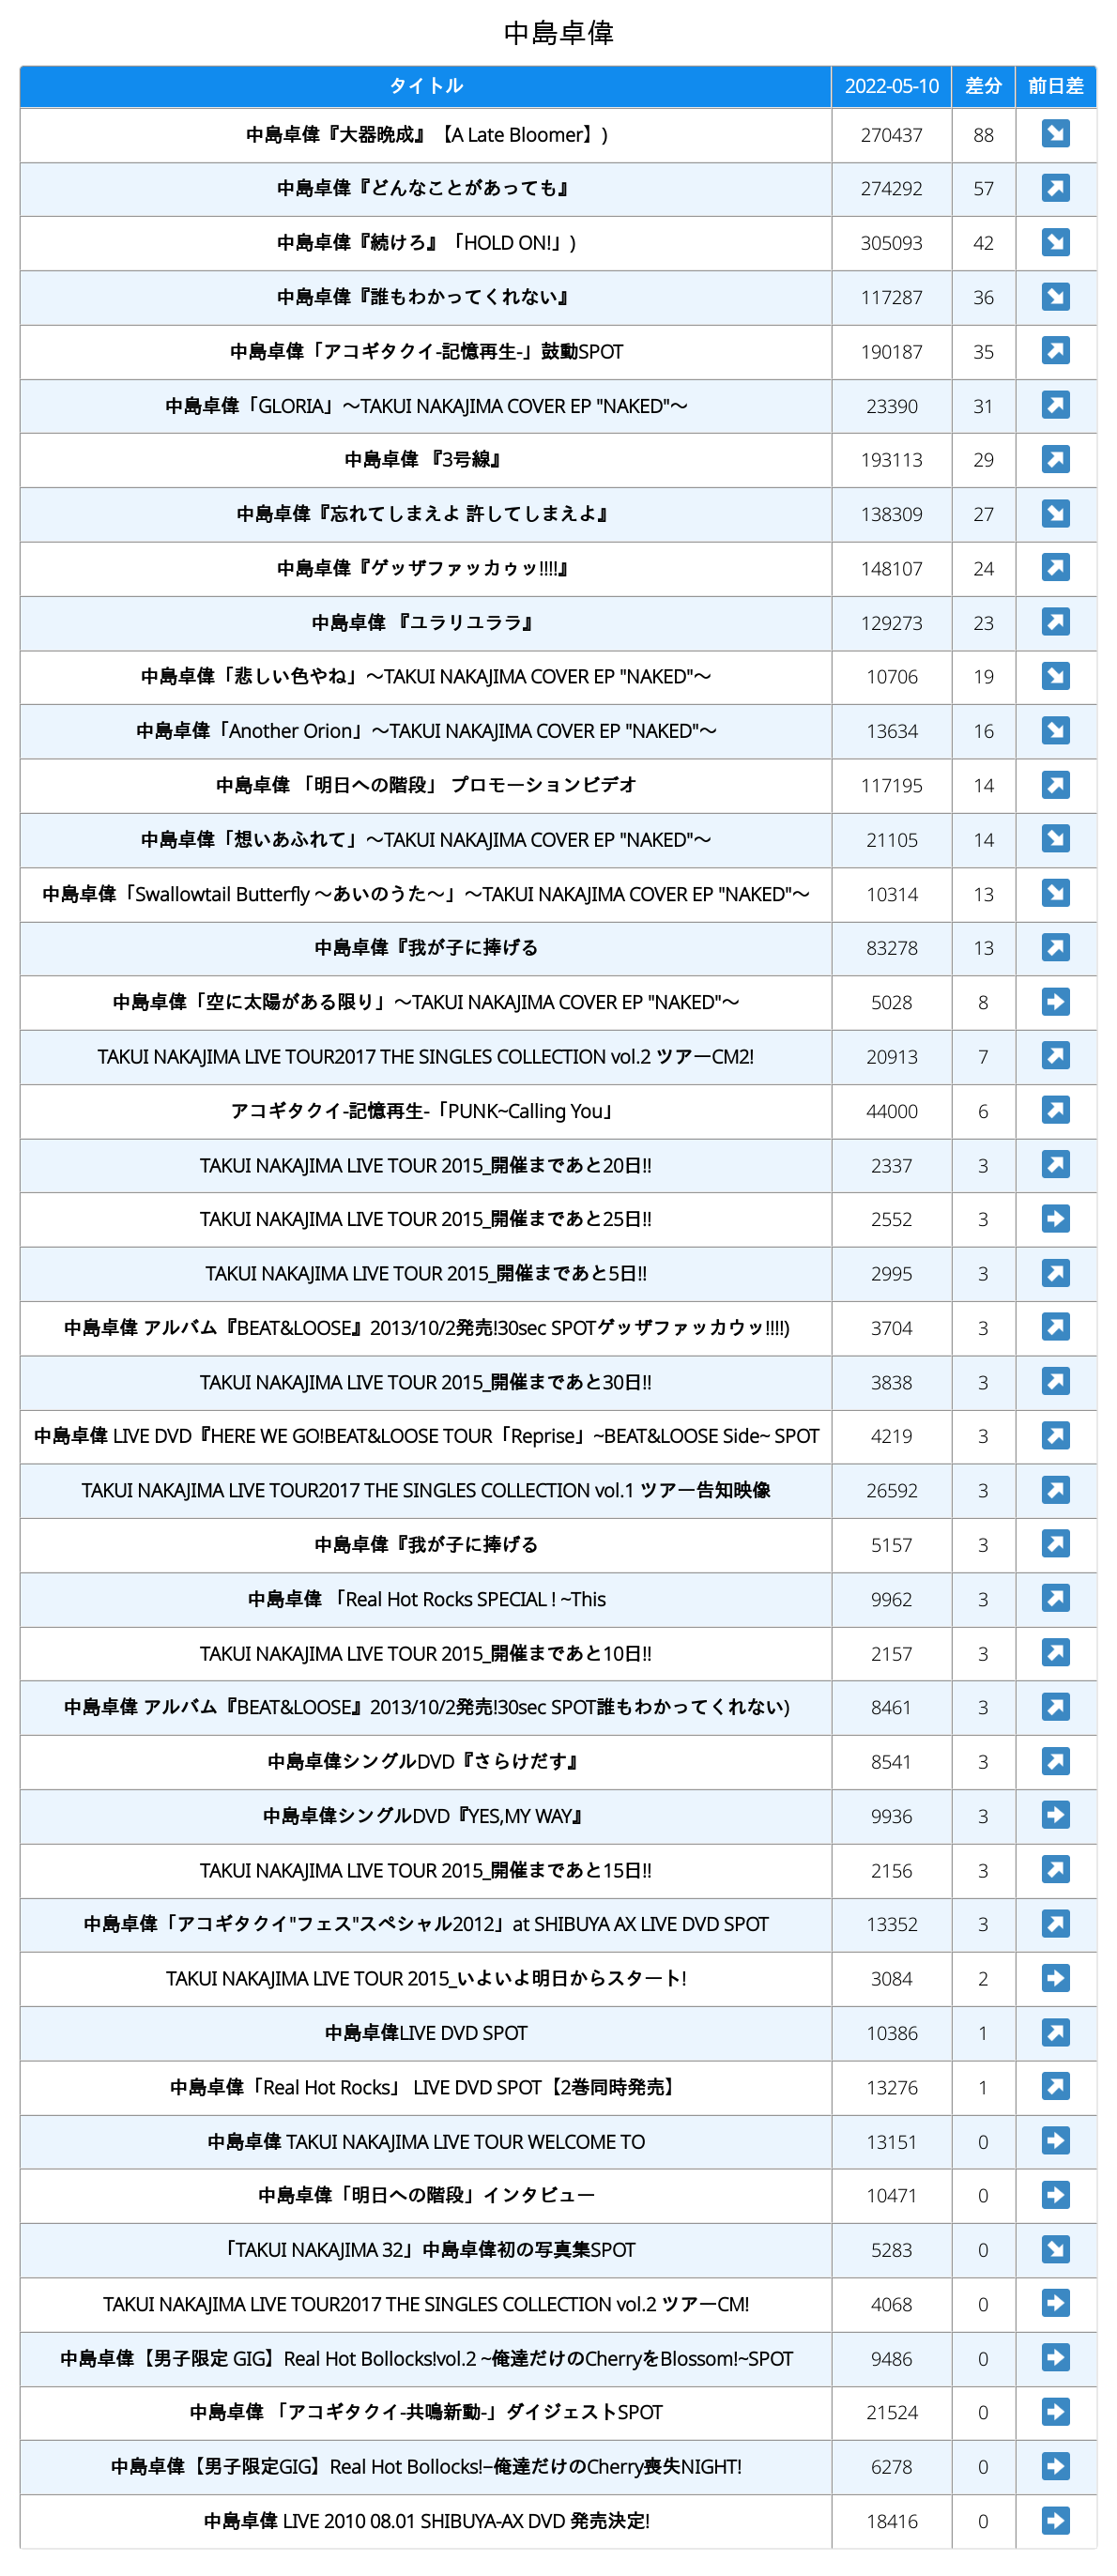 中島卓偉
タイトル 2022-05-10 差分 前日差
中島卓偉『大器晩成』【A Late Bloomer】) 270437 88 ↘
中島卓偉『どんなことがあっても』 274292 57 ↗
中島卓偉『続けろ』「HOLD ON!」) 305093 42 ↘
中島卓偉『誰もわかってくれない』 117287 36 ↘
中島卓偉「アコギタクイ-記憶再生-」鼓動SPOT 190187 35 ↗
中島卓偉「GLORIA」〜TAKUI NAKAJIMA COVER EP "NAKED"〜 23390 31 ↗
中島卓偉 『3号線』 193113 29 ↗
中島卓偉『忘れてしまえよ 許してしまえよ』 138309 27 ↘
中島卓偉『ゲッザファッカゥッ!!!!』 148107 24 ↗
中島卓偉 『ユラリユララ』 129273 23 ↗
中島卓偉「悲しい色やね」〜TAKUI NAKAJIMA COVER EP "NAKED"〜 10706 19 ↘
中島卓偉「Another Orion」〜TAKUI NAKAJIMA COVER EP "NAKED"〜 13634 16 ↘
中島卓偉 「明日への階段」 プロモーションビデオ 117195 14 ↗
中島卓偉「想いあふれて」〜TAKUI NAKAJIMA COVER EP "NAKED"〜 21105 14 ↘
中島卓偉「Swallowtail Butterfly 〜あいのうた〜」〜TAKUI NAKAJIMA COVER EP "NAKED"〜 10314 13 ↘
中島卓偉『我が子に捧げる 83278 13 ↗
中島卓偉「空に太陽がある限り」〜TAKUI NAKAJIMA COVER EP "NAKED"〜 5028 8 ➡
TAKUI NAKAJIMA LIVE TOUR2017 THE SINGLES COLLECTION vol.2 ツアーCM2! 20913 7 ↗
アコギタクイ-記憶再生-「PUNK~Calling You」 44000 6 ↗
TAKUI NAKAJIMA LIVE TOUR 2015_開催まであと20日!! 2337 3 ↗
TAKUI NAKAJIMA LIVE TOUR 2015_開催まであと25日!! 2552 3 ➡
TAKUI NAKAJIMA LIVE TOUR 2015_開催まであと5日!! 2995 3 ↗
中島卓偉 アルバム『BEAT&LOOSE』2013/10/2発売!30sec SPOTゲッザファッカウッ!!!!) 3704 3 ↗
TAKUI NAKAJIMA LIVE TOUR 2015_開催まであと30日!! 3838 3 ↗
中島卓偉 LIVE DVD『HERE WE GO!BEAT&LOOSE TOUR「Reprise」~BEAT&LOOSE Side~ SPOT 4219 3 ↗
TAKUI NAKAJIMA LIVE TOUR2017 THE SINGLES COLLECTION vol.1 ツアー告知映像 26592 3 ↗
中島卓偉『我が子に捧げる 5157 3 ↗
中島卓偉 「Real Hot Rocks SPECIAL ! ~This 9962 3 ↗
TAKUI NAKAJIMA LIVE TOUR 2015_開催まであと10日!! 2157 3 ↗
中島卓偉 アルバム『BEAT&LOOSE』2013/10/2発売!30sec SPOT誰もわかってくれない) 8461 3 ↗
中島卓偉シングルDVD『さらけだす』 8541 3 ↗
中島卓偉シングルDVD『YES,MY WAY』 9936 3 ➡
TAKUI NAKAJIMA LIVE TOUR 2015_開催まであと15日!! 2156 3 ↗
中島卓偉「アコギタクイ"フェス"スペシャル2012」at SHIBUYA AX LIVE DVD SPOT 13352 3 ↗
TAKUI NAKAJIMA LIVE TOUR 2015_いよいよ明日からスタート! 3084 2 ➡
中島卓偉LIVE DVD SPOT 10386 1 ↗
中島卓偉「Real Hot Rocks」 LIVE DVD SPOT【2巻同時発売】 13276 1 ↗
中島卓偉 TAKUI NAKAJIMA LIVE TOUR WELCOME TO 13151 0 ➡
中島卓偉「明日への階段」インタビュー 10471 0 ➡
「TAKUI NAKAJIMA 32」中島卓偉初の写真集SPOT 5283 0 ↘
TAKUI NAKAJIMA LIVE TOUR2017 THE SINGLES COLLECTION vol.2 ツアーCM! 4068 0 ➡
中島卓偉【男子限定 GIG】Real Hot Bollocks!vol.2 ~俺達だけのCherryをBlossom!~SPOT 9486 0 ➡
中島卓偉 「アコギタクイ-共鳴新動-」ダイジェストSPOT 21524 0 ➡
中島卓偉【男子限定GIG】Real Hot Bollocks!−俺達だけのCherry喪失NIGHT! 6278 0 ➡
中島卓偉 LIVE 2010 08.01 SHIBUYA-AX DVD 発売決定! 18416 0 ➡